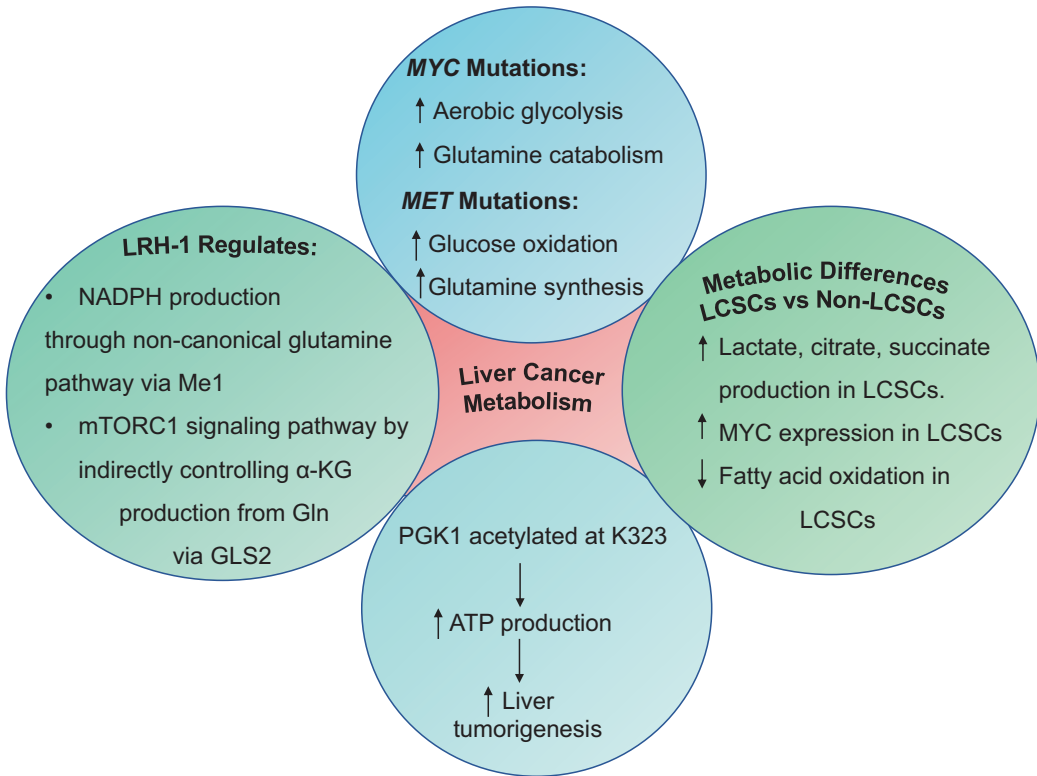 MYC Mutations:
↑ Aerobic glycolysis
↑ Glutamine catabolism
MET Mutations:
↑ Glucose oxidation
↑ Glutamine synthesis
LRH-1 Regulates:
• NADPH production
through non-canonical glutamine
pathway via Me1
• mTORC1 signaling pathway by
indirectly controlling α-KG
production from Gln
via GLS2
Liver Cancer
Metabolism
Metabolic Differences
LCSCs vs Non-LCSCs
↑ Lactate, citrate, succinate
production in LCSCs.
↑ MYC expression in LCSCs
↓ Fatty acid oxidation in
LCSCs
PGK1 acetylated at K323
↓
↑ ATP production
↓
↑ Liver
tumorigenesis